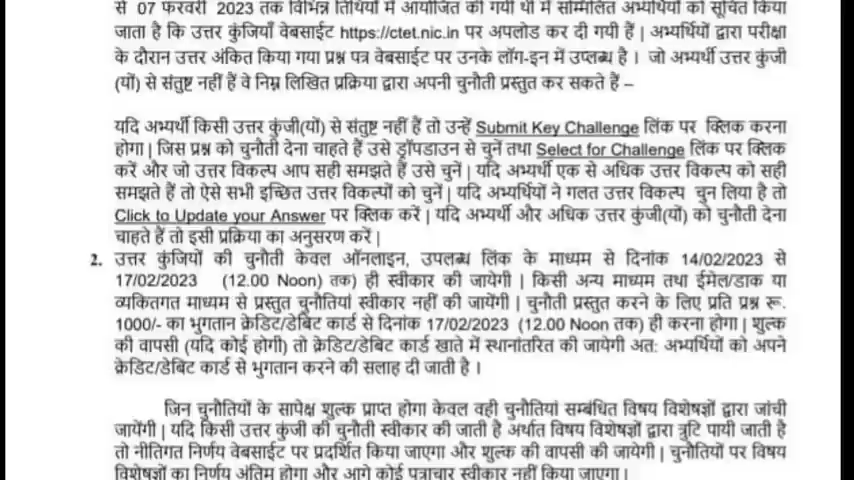 से 07 फरवरी 2023 तक विभिन्न तिथियों में आयोजित की गयी थी में सम्मिलित अभ्यर्थियों को सूचित किया
जाता है कि उत्तर कुंजियाँ वेबसाईट https://ctet.nic.in पर अपलोड कर दी गयी हैं | अभ्यर्थियों द्वारा परीक्षा
के दौरान उत्तर अंकित किया गया प्रश्न पत्र वेबसाईट पर उनके लॉग-इन में उप्लब्ध है । जो अभ्यर्थी उत्तर कुंजी
(यों) से संतुष्ट नहीं हैं वे निम्न लिखित प्रक्रिया द्वारा अपनी चुनौती प्रस्तुत कर सकते हैं –
यदि अभ्यर्थी किसी उत्तर कुंजी(यों) से संतुष्ट नहीं हैं तो उन्हें Submit Key Challenge लिंक पर क्लिक करना
होगा | जिस प्रश्न को चुनौती देना चाहते हैं उसे ड्रॉपडाउन से चुनें तथा Select for Challenge लिंक पर क्लिक
करें और जो उत्तर विकल्प आप सही समझते हैं उसे चुनें | यदि अभ्यर्थी एक से अधिक उत्तर विकल्प को सही
समझते हैं तो ऐसे सभी इच्छित उत्तर विकल्पों को चुनें | यदि अभ्यर्थियों ने गलत उत्तर विकल्प चुन लिया है तो
Click to Update your Answer पर क्लिक करें | यदि अभ्यर्थी और अधिक उत्तर कुंजी(यों) को चुनौती देना
चाहते हैं तो इसी प्रक्रिया का अनुसरण करें |
2. उत्तर कुंजियों की चुनौती केवल ऑनलाइन, उपलब्ध लिंक के माध्यम से दिनांक 14/02/2023 से
17/02/2023 (12.00 Noon) तक) ही स्वीकार की जायेगी | किसी अन्य माध्यम तथा ईमेल/डाक या
व्यकितगत माध्यम से प्रस्तुत चुनौतियां स्वीकार नहीं की जायेंगी | चुनौती प्रस्तुत करने के लिए प्रति प्रश्न रू.
1000/- का भुगतान क्रेडिट/डेबिट कार्ड से दिनांक 17/02/2023 (12.00 Noon तक) ही करना होगा | शुल्क
की वापसी (यदि कोई होगी) तो क्रेडिट/डेबिट कार्ड खाते में स्थानांतरित की जायेगी अत: अभ्यर्थियों को अपने
क्रेडिट/डेबिट कार्ड से भुगतान करने की सलाह दी जाती है ।
जिन चुनौतियों के सापेक्ष शुल्क प्राप्त होगा केवल वही चुनौतियां सम्बंधित विषय विशेषज्ञों द्वारा जांची
जायेंगी | यदि किसी उत्तर कुंजी की चुनौती स्वीकार की जाती है अर्थात विषय विशेषज्ञों द्वारा त्रुटि पायी जाती है
तो नीतिगत निर्णय वेबसाईट पर प्रदर्शित किया जाएगा और शुल्क की वापसी की जायेगी | चुनौतियों पर विषय
विशेषज्ञों का निर्णय अंतिम होगा और आगे कोई पत्राचार स्वीकार नहीं किया जाएगा |